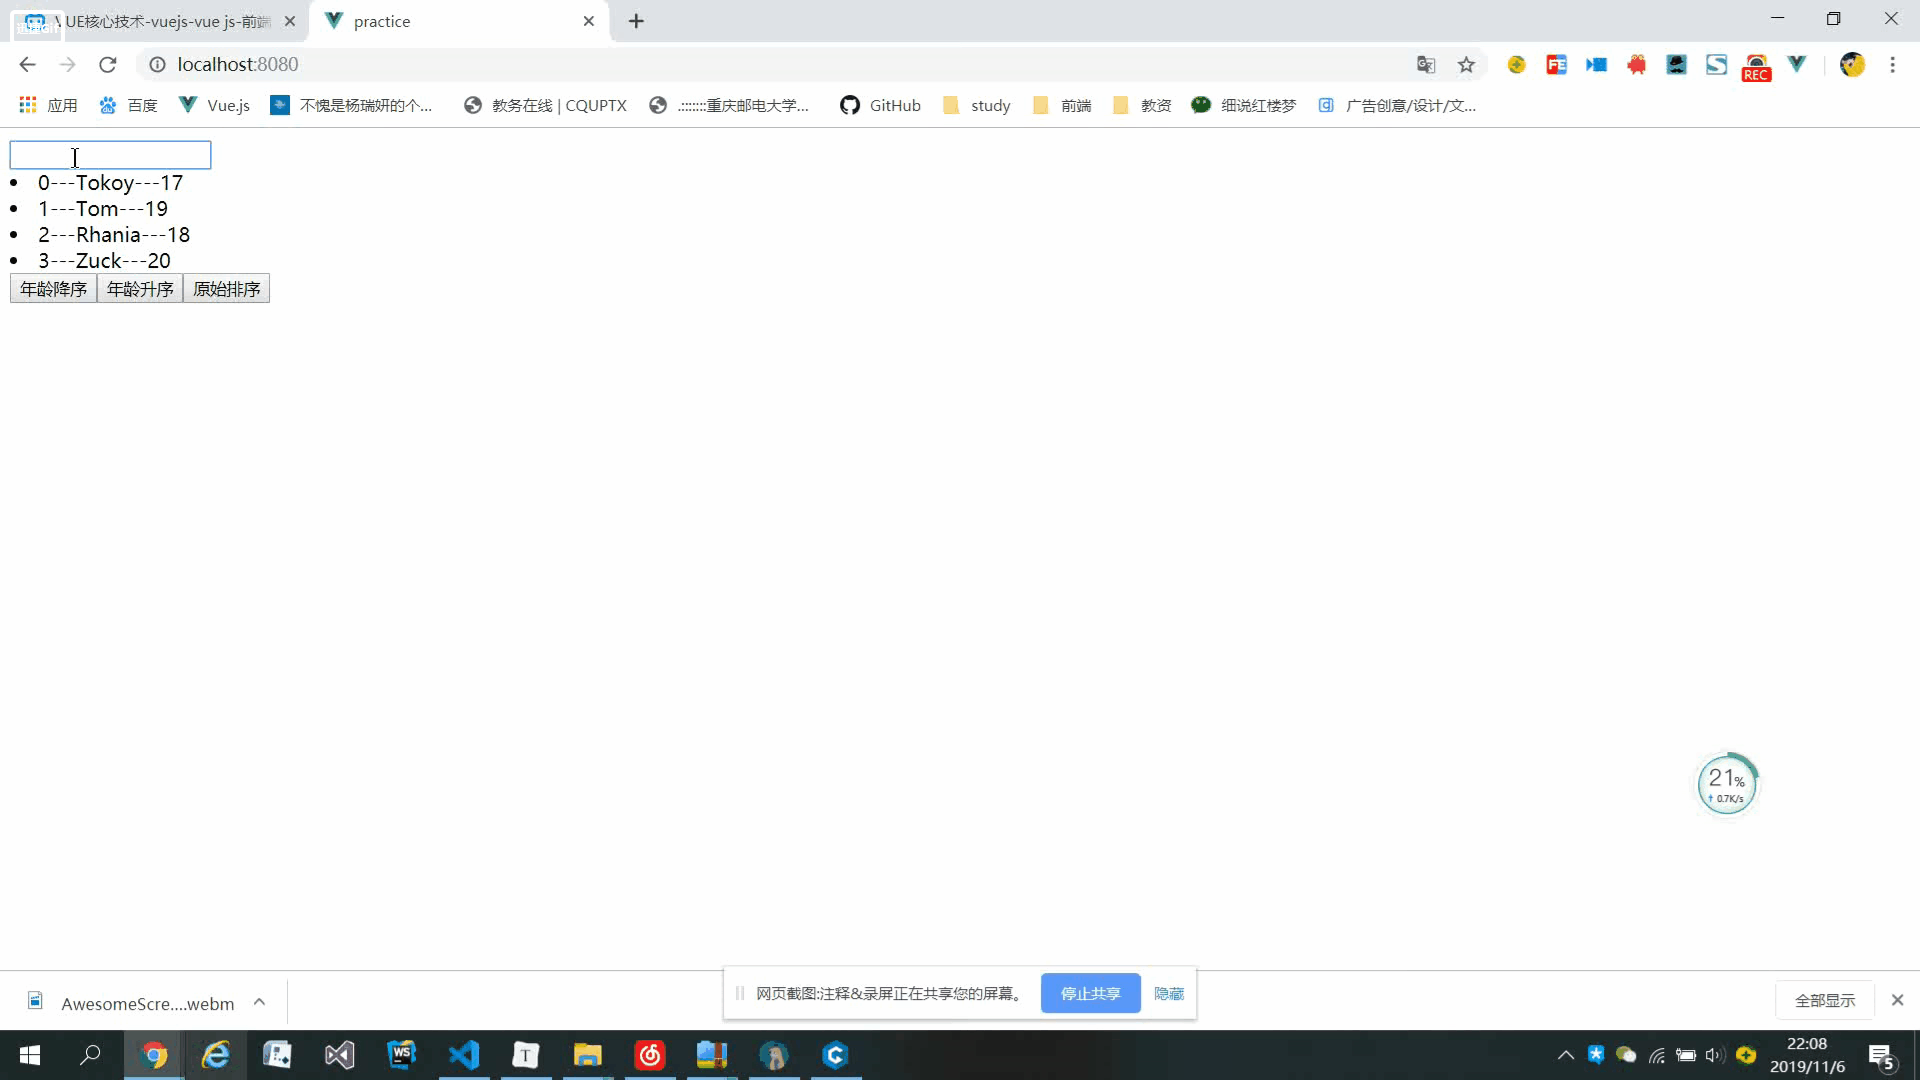 VUE核心技术-vuejs-vue js-前端
practice
localhost:8080
REC
应用
百度
Vue.js
不愧是杨瑞妍的个...
教务在线 | CQUPTX
.:::::::重庆邮电大学...
GitHub
study
前端
教资
细说红楼梦
广告创意/设计/文...
0---Tokoy---17
1---Tom---19
2---Rhania---18
3---Zuck---20
年龄降序
年龄升序
原始排序
21%
0.7K/s
AwesomeScre....webm
网页截图:注释&录屏正在共享您的屏幕。
停止共享
隐藏
全部显示
22:08
2019/11/6
5